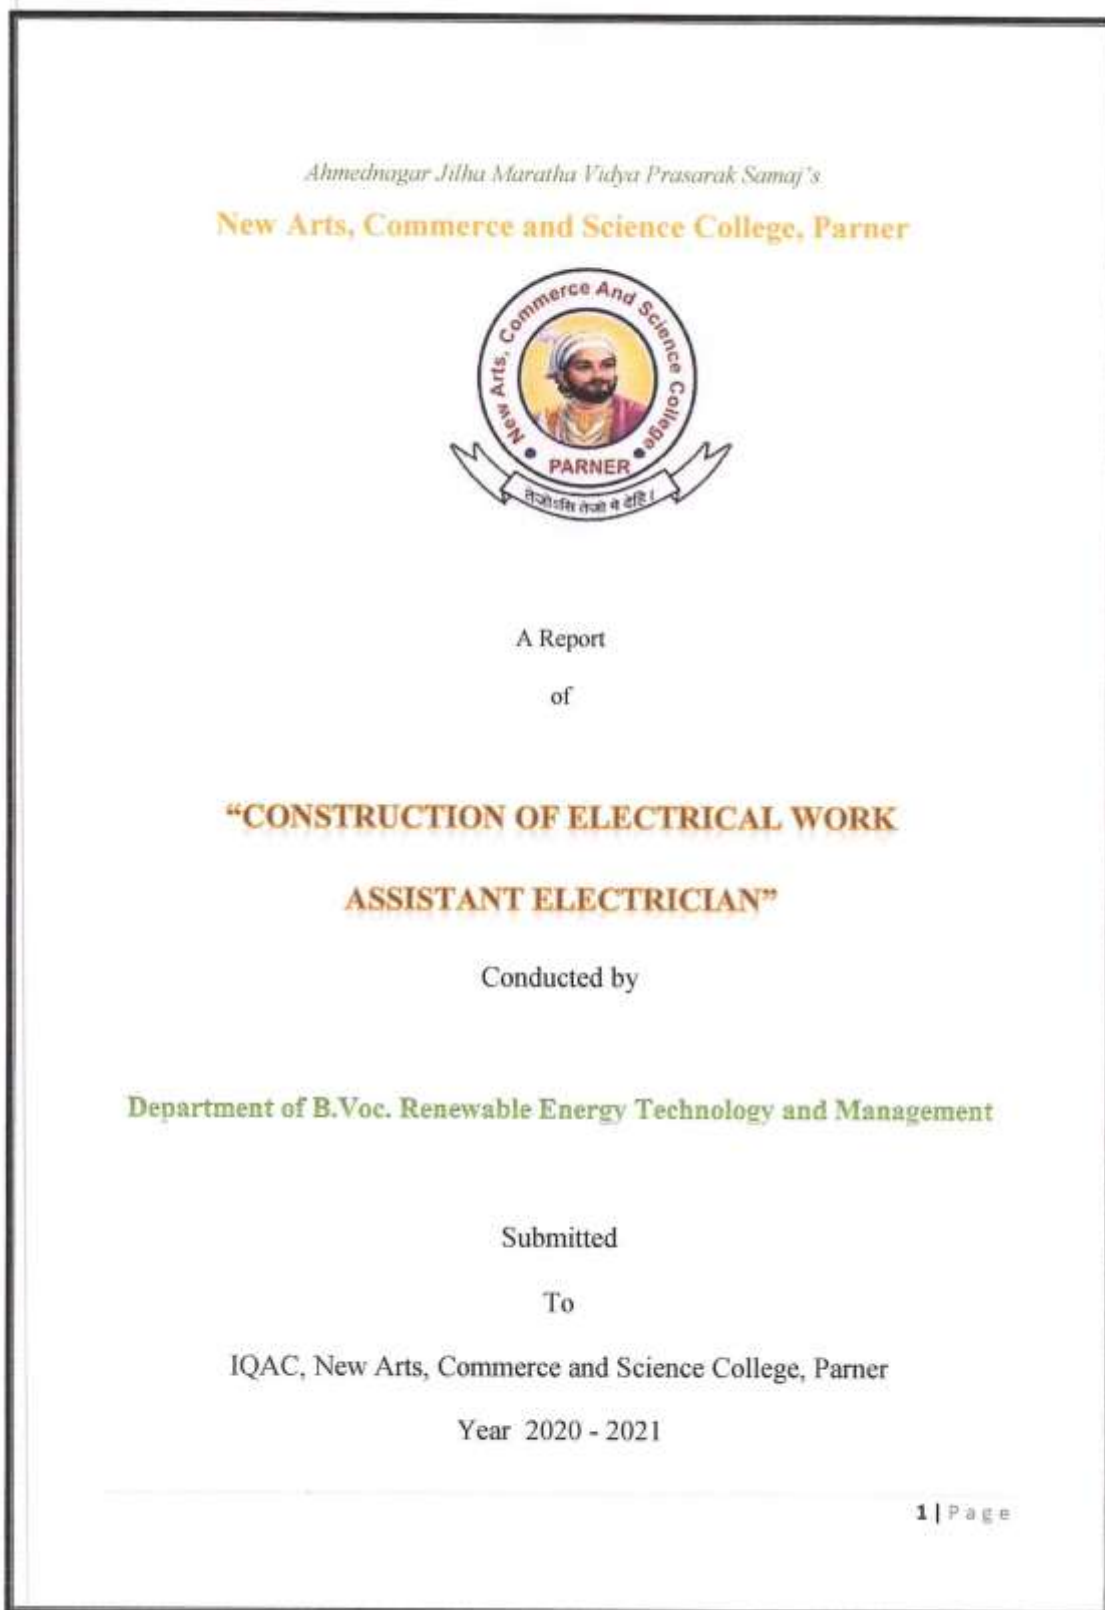 Ahmednagar Jilha Maratha Vidya Prasarak Samaj's
New Arts, Commerce and Science College, Parner
New Arts, Commerce And Science College
PARNER
तेजोऽसि तेजो मे देहि।
A Report
of
“CONSTRUCTION OF ELECTRICAL WORK
ASSISTANT ELECTRICIAN”
Conducted by
Department of B.Voc. Renewable Energy Technology and Management
Submitted
To
IQAC, New Arts, Commerce and Science College, Parner
Year 2020 - 2021
1 | Page